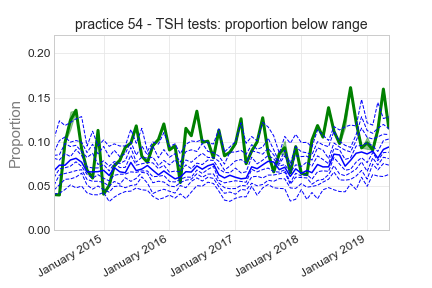 practice 54 - TSH tests: proportion below range
0.20
0.15
0.10
0.05
0.00
Proportion
January 2015
January 2016
January 2017
January 2018
January 2019